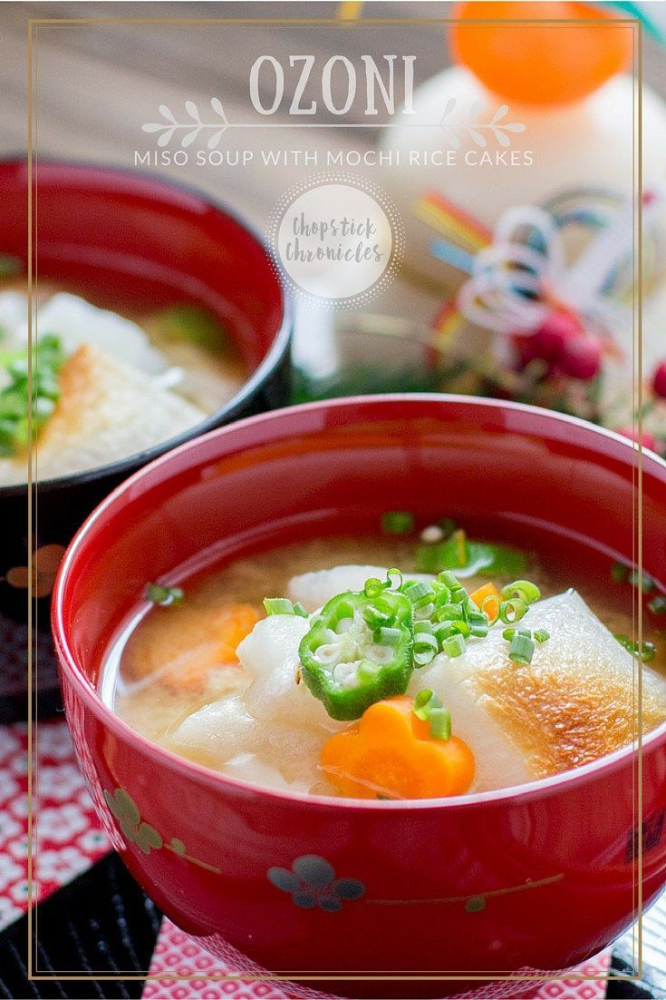 OZONI
MISO SOUP WITH MOCHI RICE CAKES
Chopstick
Chronicles